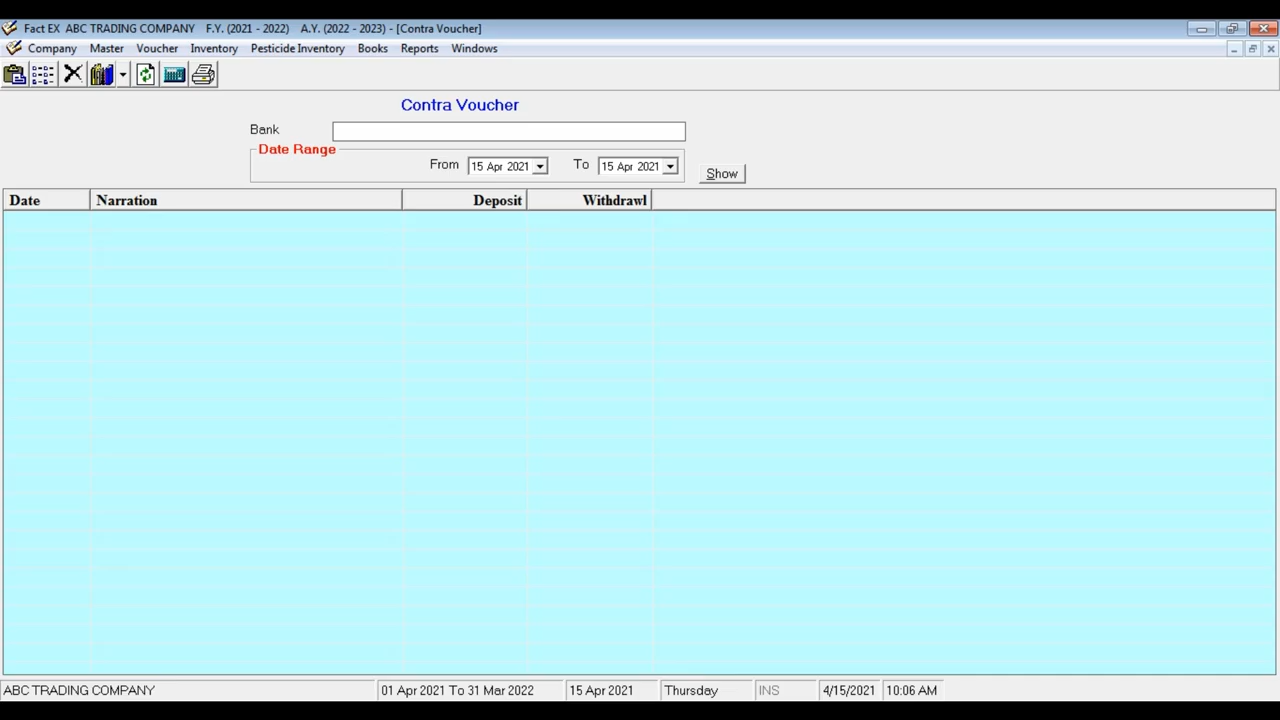 Fact EX ABC TRADING COMPANY F.Y. (2021 - 2022) A.Y. (2022 - 2023) - [Contra Voucher]
Company Master Voucher Inventory Pesticide Inventory Books Reports Windows
Contra Voucher
Bank
Date Range
From 15 Apr 2021 To 15 Apr 2021 Show
Date Narration Deposit Withdrawl
ABC TRADING COMPANY 01 Apr 2021 To 31 Mar 2022 15 Apr 2021 Thursday INS 4/15/2021 10:06 AM